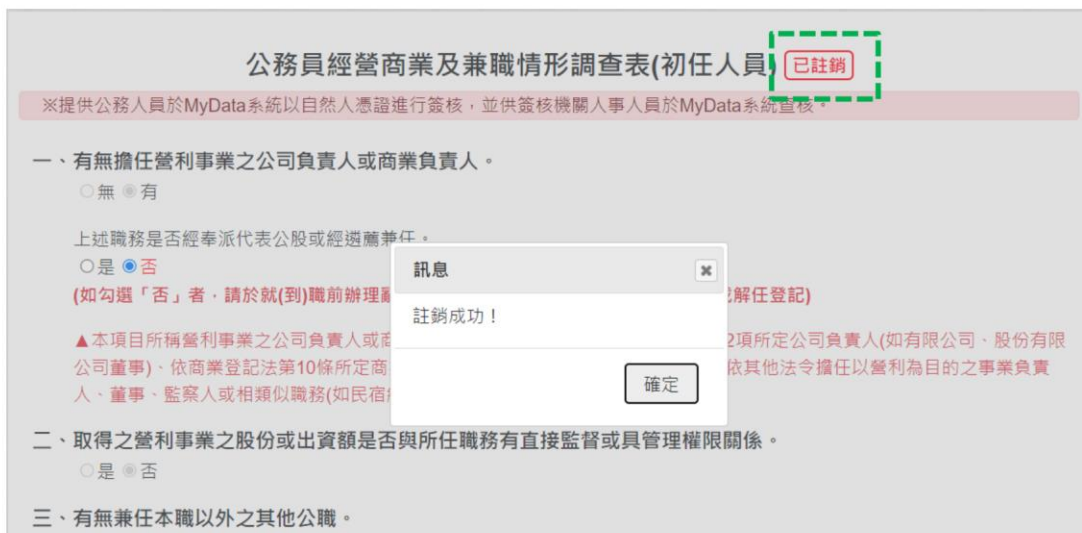 公務員經營商業及兼職情形調查表(初任人員) 已註銷
※提供公務人員於MyData系統以自然人憑證進行簽核，並供簽核機關人事人員於MyData系統查核。
一、有無擔任營利事業之公司負責人或商業負責人。
無 有
上述職務是否經奉派代表公股或經遴薦兼任。
是 否
(如勾選「否」者，請於就(到)職前辦理 解任登記)
訊息
註銷成功！
確定
▲本項目所稱營利事業之公司負責人或商 2項所定公司負責人(如有限公司、股份有限
公司董事)、依商業登記法第10條所定商 依其他法令擔任以營利為目的之事業負責
人、董事、監察人或相類似職務(如民宿
二、取得之營利事業之股份或出資額是否與所任職務有直接監督或具管理權限關係。
是 否
三、有無兼任本職以外之其他公職。